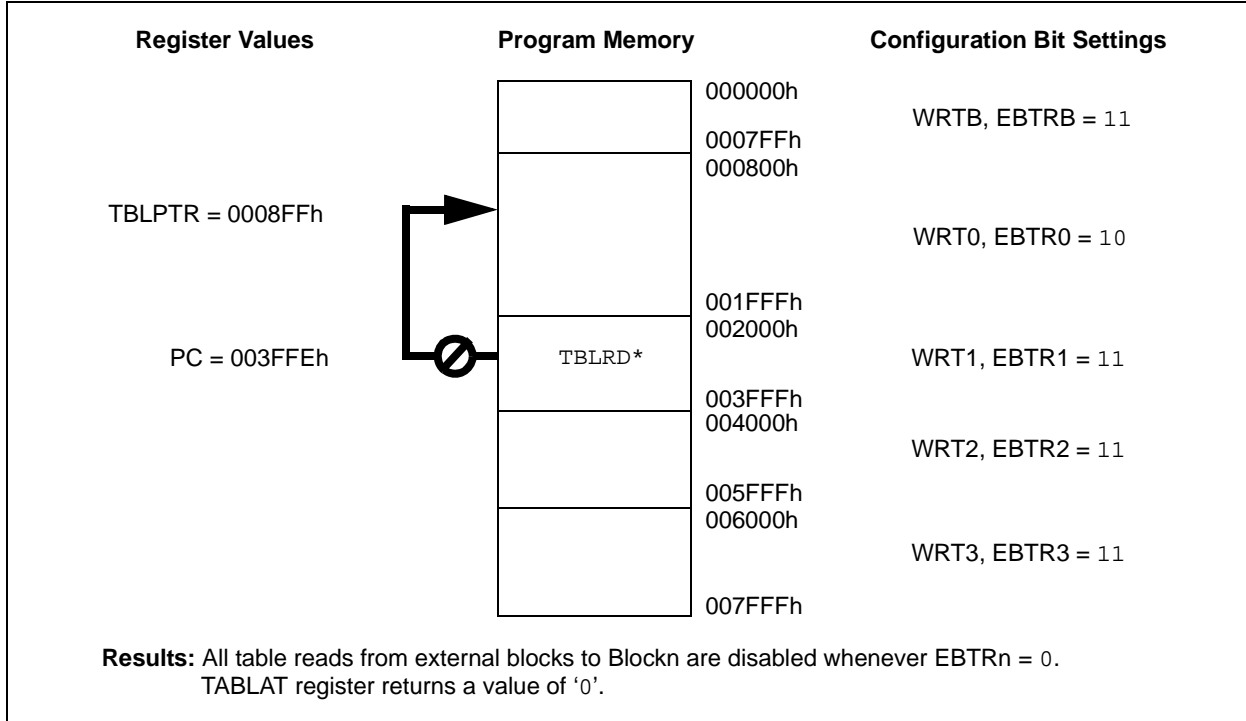 Register Values
Program Memory
Configuration Bit Settings
000000h
WRTB, EBTRB = 11
0007FFh
000800h
TBLPTR = 0008FFh
WRT0, EBTR0 = 10
001FFFh
002000h
PC = 003FFEh
TBLRD*
WRT1, EBTR1 = 11
003FFFh
004000h
WRT2, EBTR2 = 11
005FFFh
006000h
WRT3, EBTR3 = 11
007FFFh
Results: All table reads from external blocks to Blockn are disabled whenever EBTRn = 0.
TABLAT register returns a value of ‘0’.